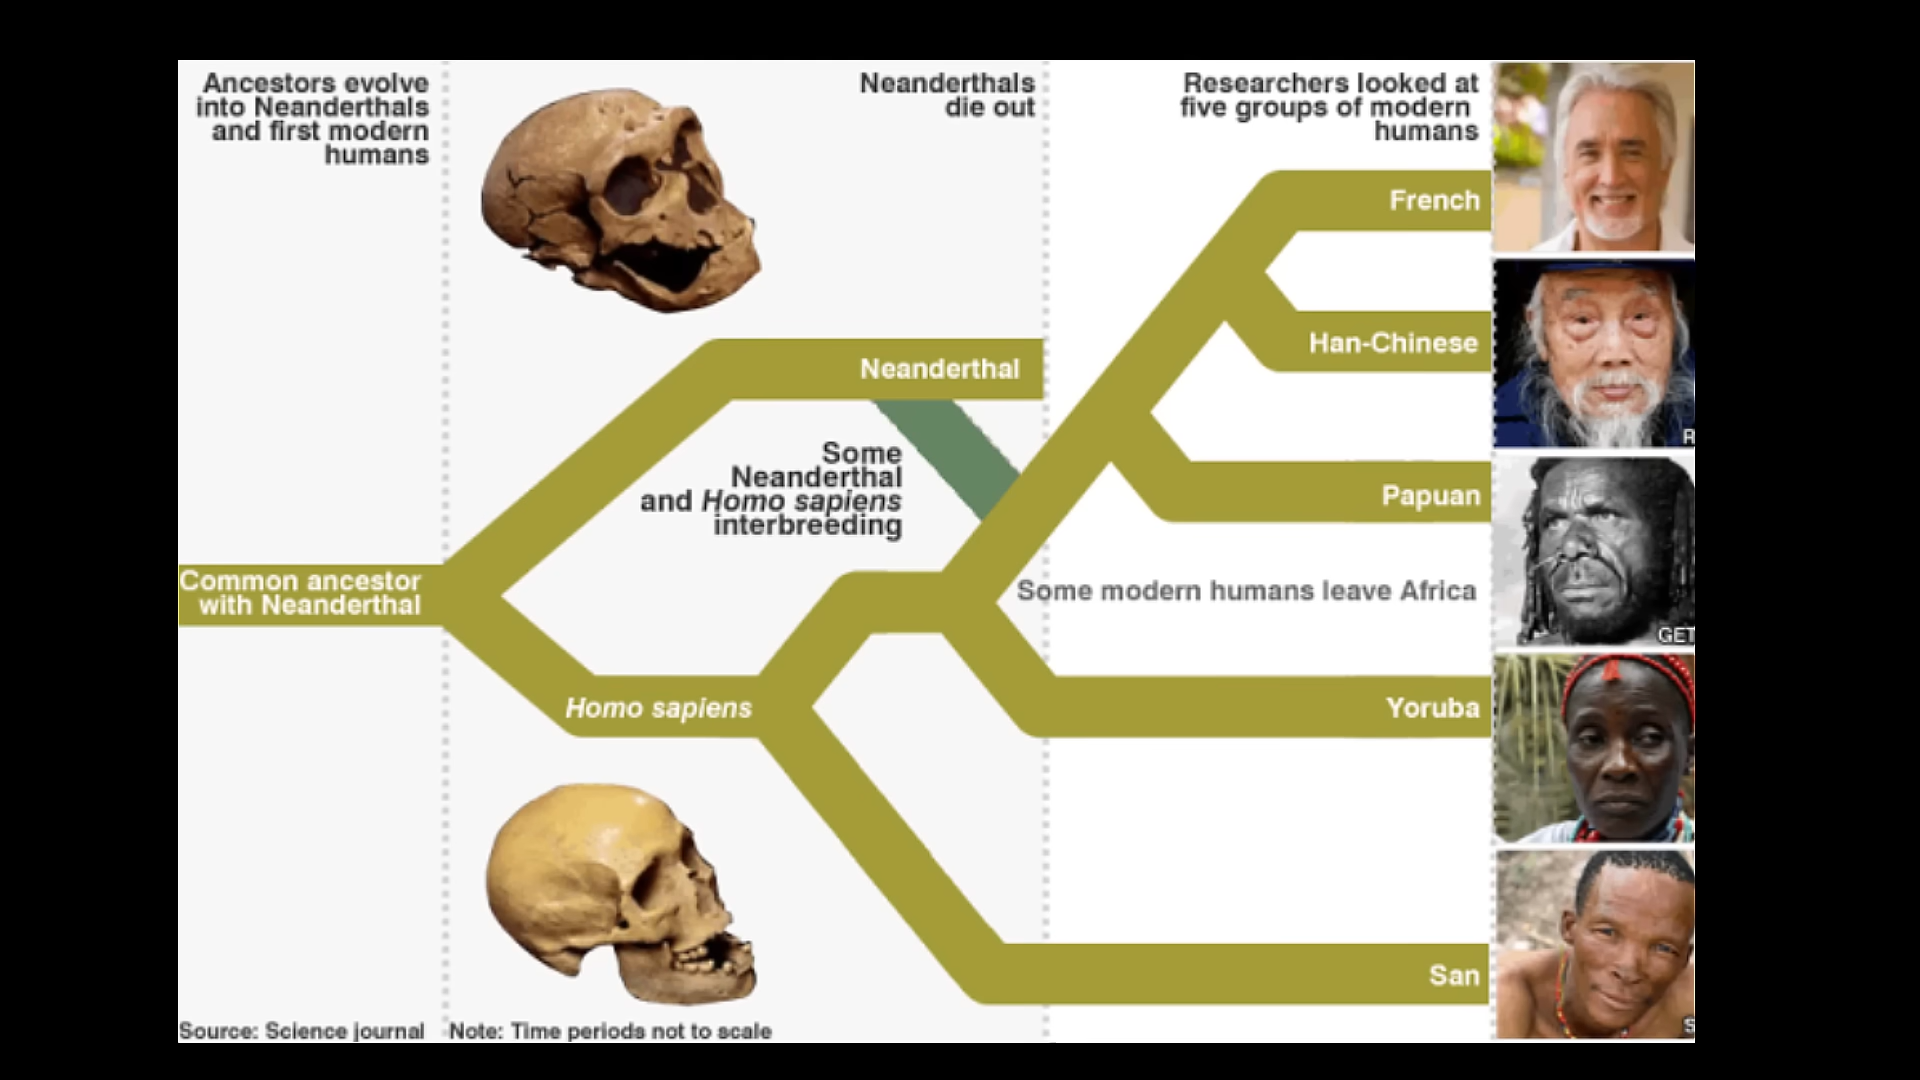 Ancestors evolve
into Neanderthals
and first modern
humans
Neanderthals
die out
Researchers looked at
five groups of modern
humans
French
Han-Chinese
Neanderthal
Some
Neanderthal
and Homo sapiens
interbreeding
Papuan
Common ancestor
with Neanderthal
Some modern humans leave Africa
Homo sapiens
Yoruba
San
R
GET
S
Source: Science journal
Note: Time periods not to scale